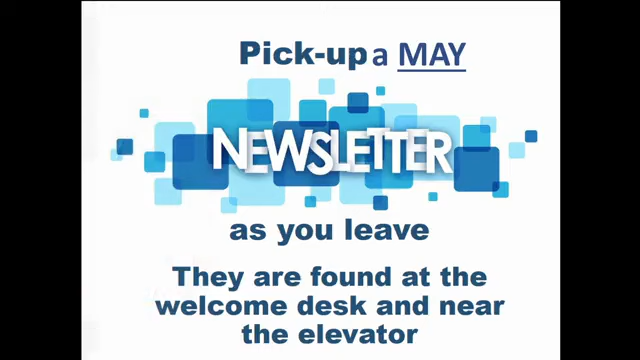 Pick-up a MAY
NEWSLETTER
as you leave
They are found at the
welcome desk and near
the elevator